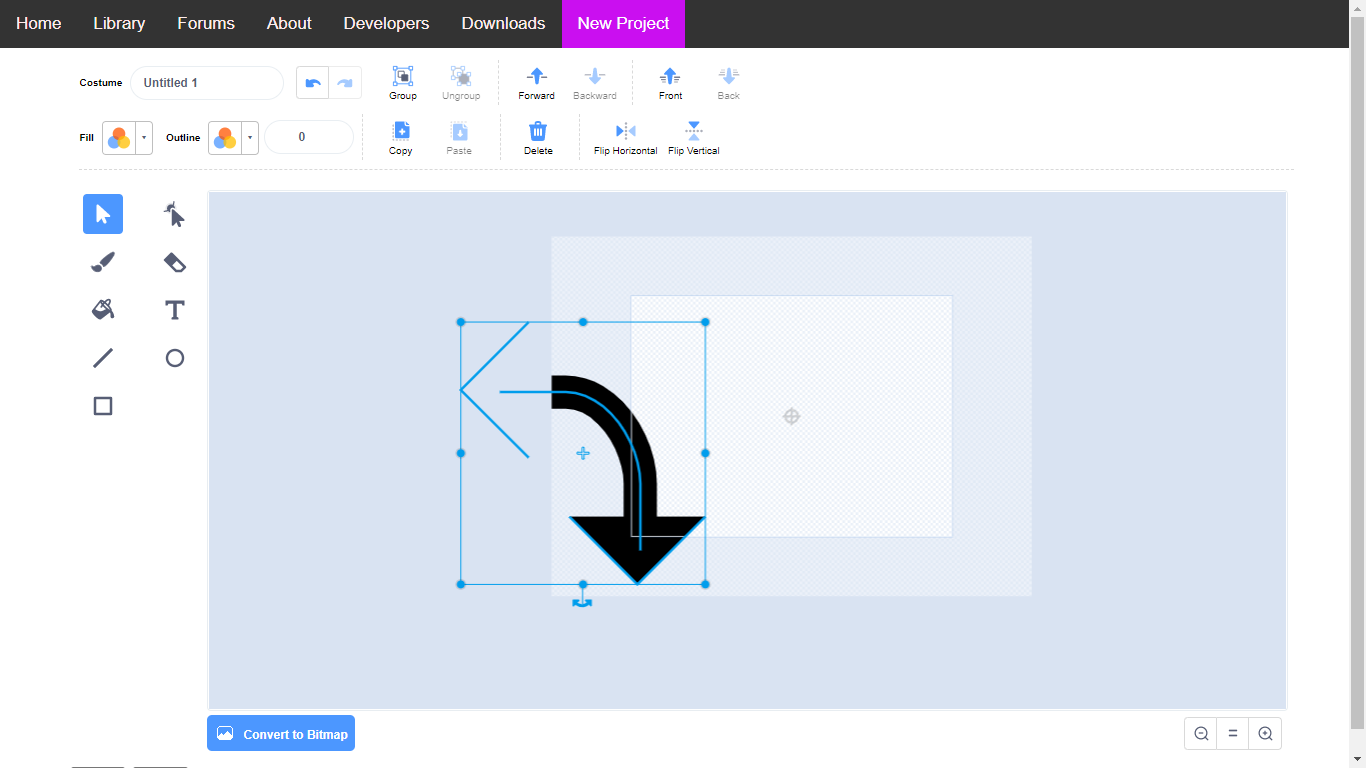 Home Library Forums About Developers Downloads New Project
Costume Untitled 1 Group Ungroup Forward Backward Front Back
Fill Outline 0 Copy Paste Delete Flip Horizontal Flip Vertical
T
Convert to Bitmap =